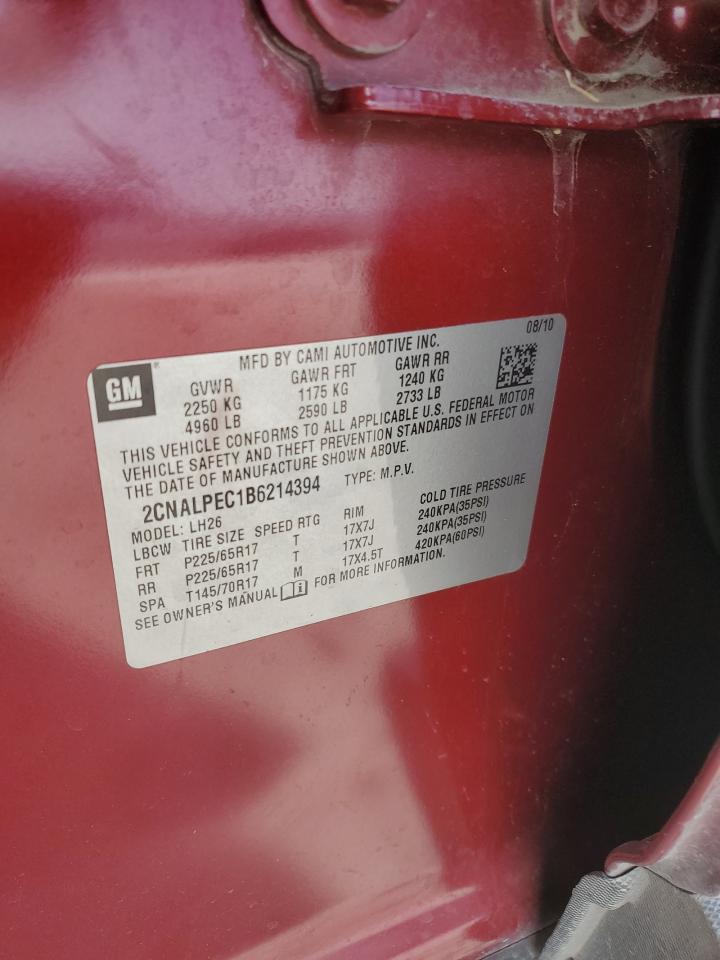 08/10
GM
MFD BY CAMI AUTOMOTIVE INC.
GVWR GAWR FRT GAWR RR
2250 KG 1175 KG 1240 KG
4960 LB 2590 LB 2733 LB
THIS VEHICLE CONFORMS TO ALL APPLICABLE U.S. FEDERAL MOTOR
VEHICLE SAFETY AND THEFT PREVENTION STANDARDS IN EFFECT ON
THE DATE OF MANUFACTURE SHOWN ABOVE.
2CNALPEC1B6214394 TYPE: M.P.V.
MODEL: LH26
LBCW TIRE SIZE SPEED RTG RIM COLD TIRE PRESSURE
FRT P225/65R17 T 17X7J 240KPA(35PSI)
RR P225/65R17 T 17X7J 240KPA(35PSI)
SPA T145/70R17 M 17X4.5T 420KPA(60PSI)
SEE OWNER'S MANUAL FOR MORE INFORMATION.